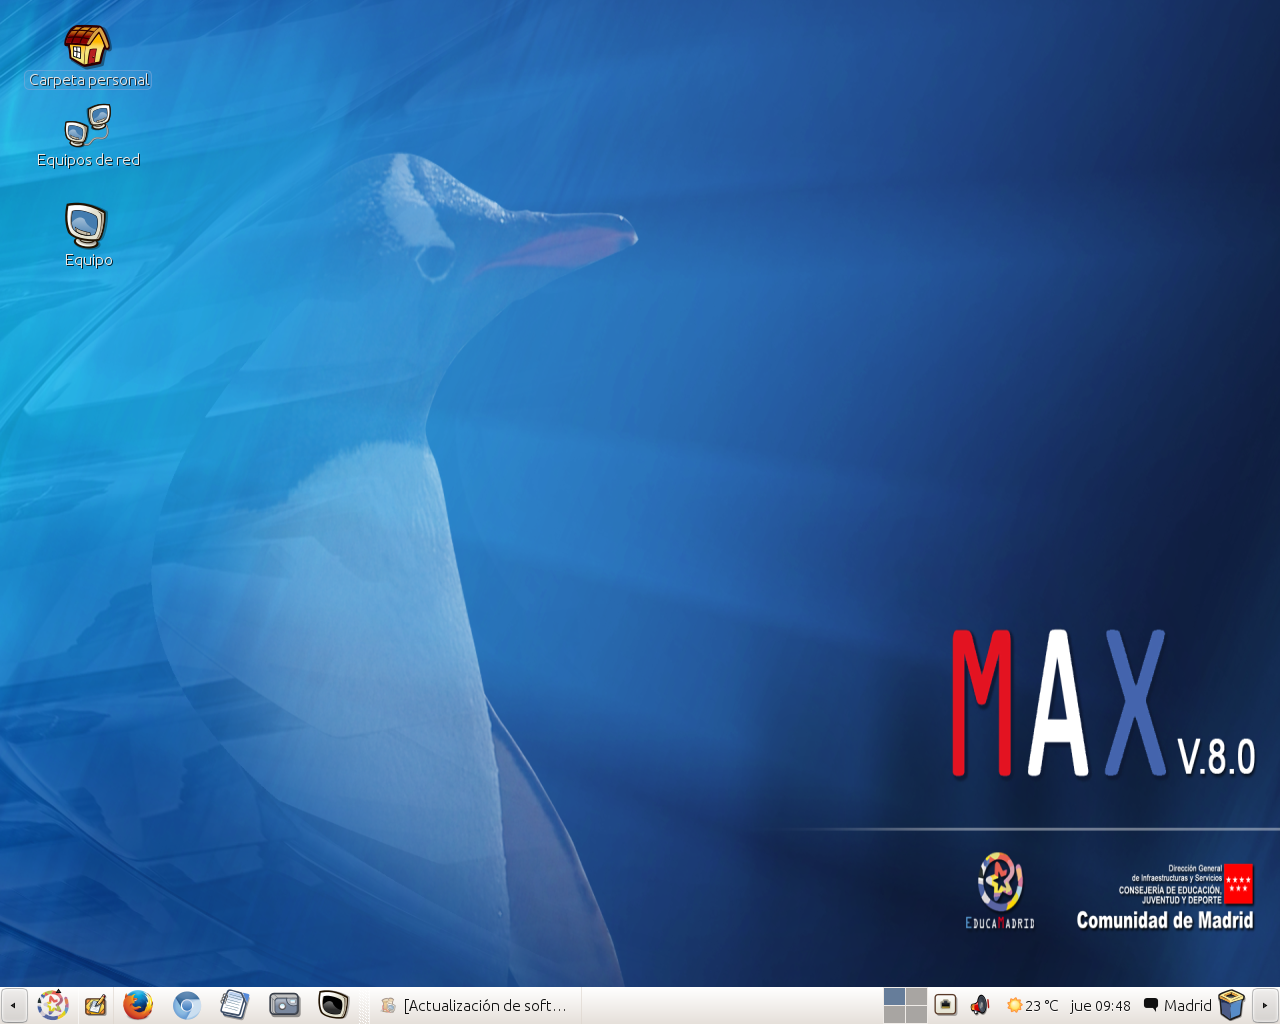 Carpeta personal
Equipos de red
Equipo
MAX V.8.0
EDUCAMADRID
Dirección General
de Infraestructuras y Servicios
CONSEJERÍA DE EDUCACIÓN,
JUVENTUD Y DEPORTE
Comunidad de Madrid
[Actualización de soft...
23 °C
jue 09:48
Madrid